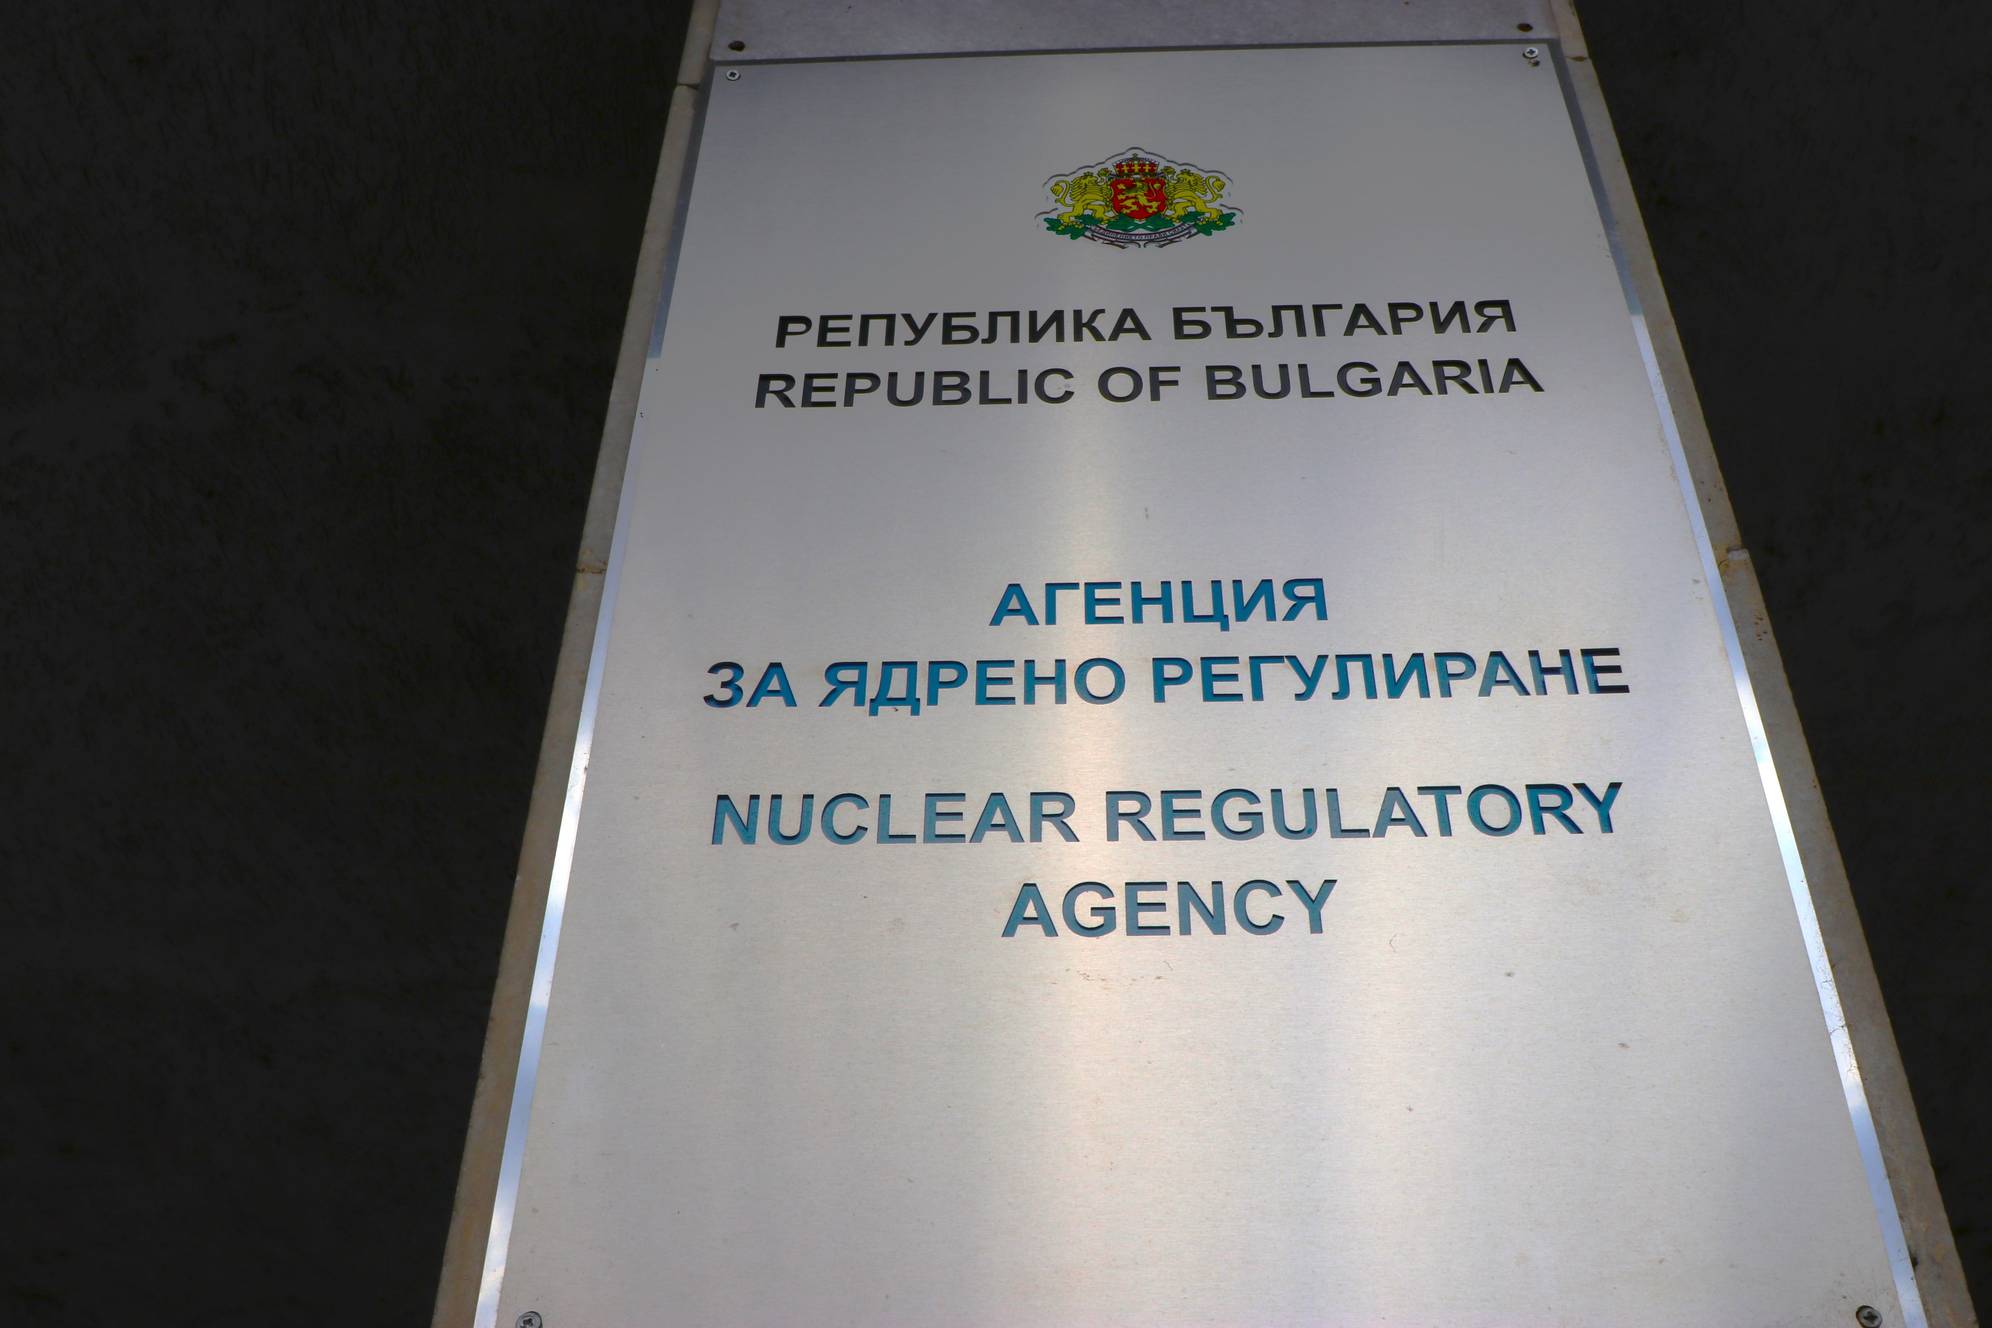 РЕПУБЛИКА БЪЛГАРИЯ
REPUBLIC OF BULGARIA
АГЕНЦИЯ
ЗА ЯДРЕНО РЕГУЛИРАНЕ
NUCLEAR REGULATORY
AGENCY